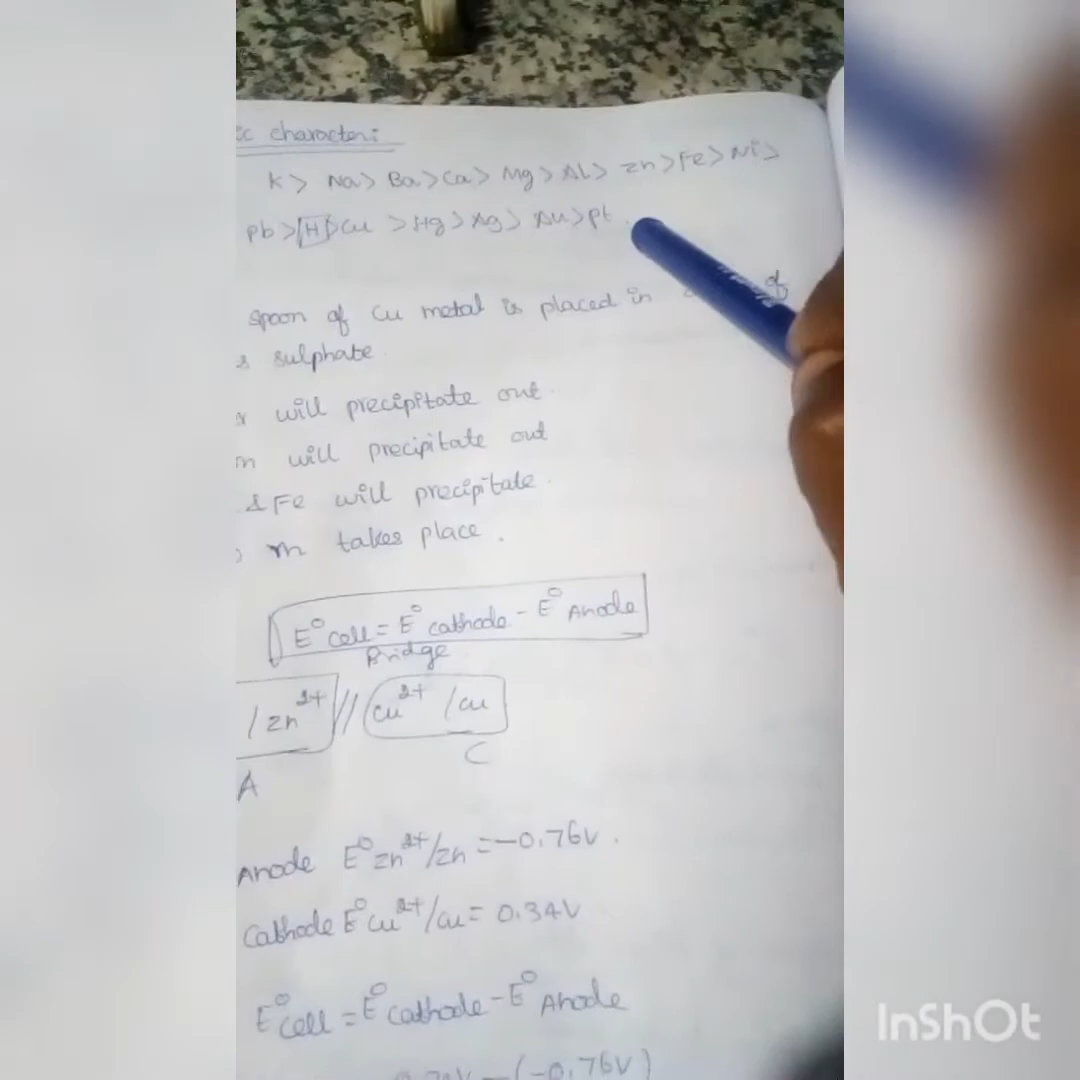 ic character:
K > Na > Ba > Ca > Mg > Al > Zn > Fe > Ni >
Pb > H > Cu > Hg > Ag > Au > Pt
spoon of Cu metal is placed in of
s sulphate
will precipitate out
m will precipitate out
& Fe will precipitate.
takes place.
E° cell = E° cathode - E° Anode
Bridge
/ Zn²⁺ // Cu²⁺ / Cu
A C
Anode E° Zn²⁺/Zn = -0.76V.
Cathode E° Cu²⁺/Cu = 0.34V
E° cell = E° cathode - E° Anode
(-0.76V)
InShOt